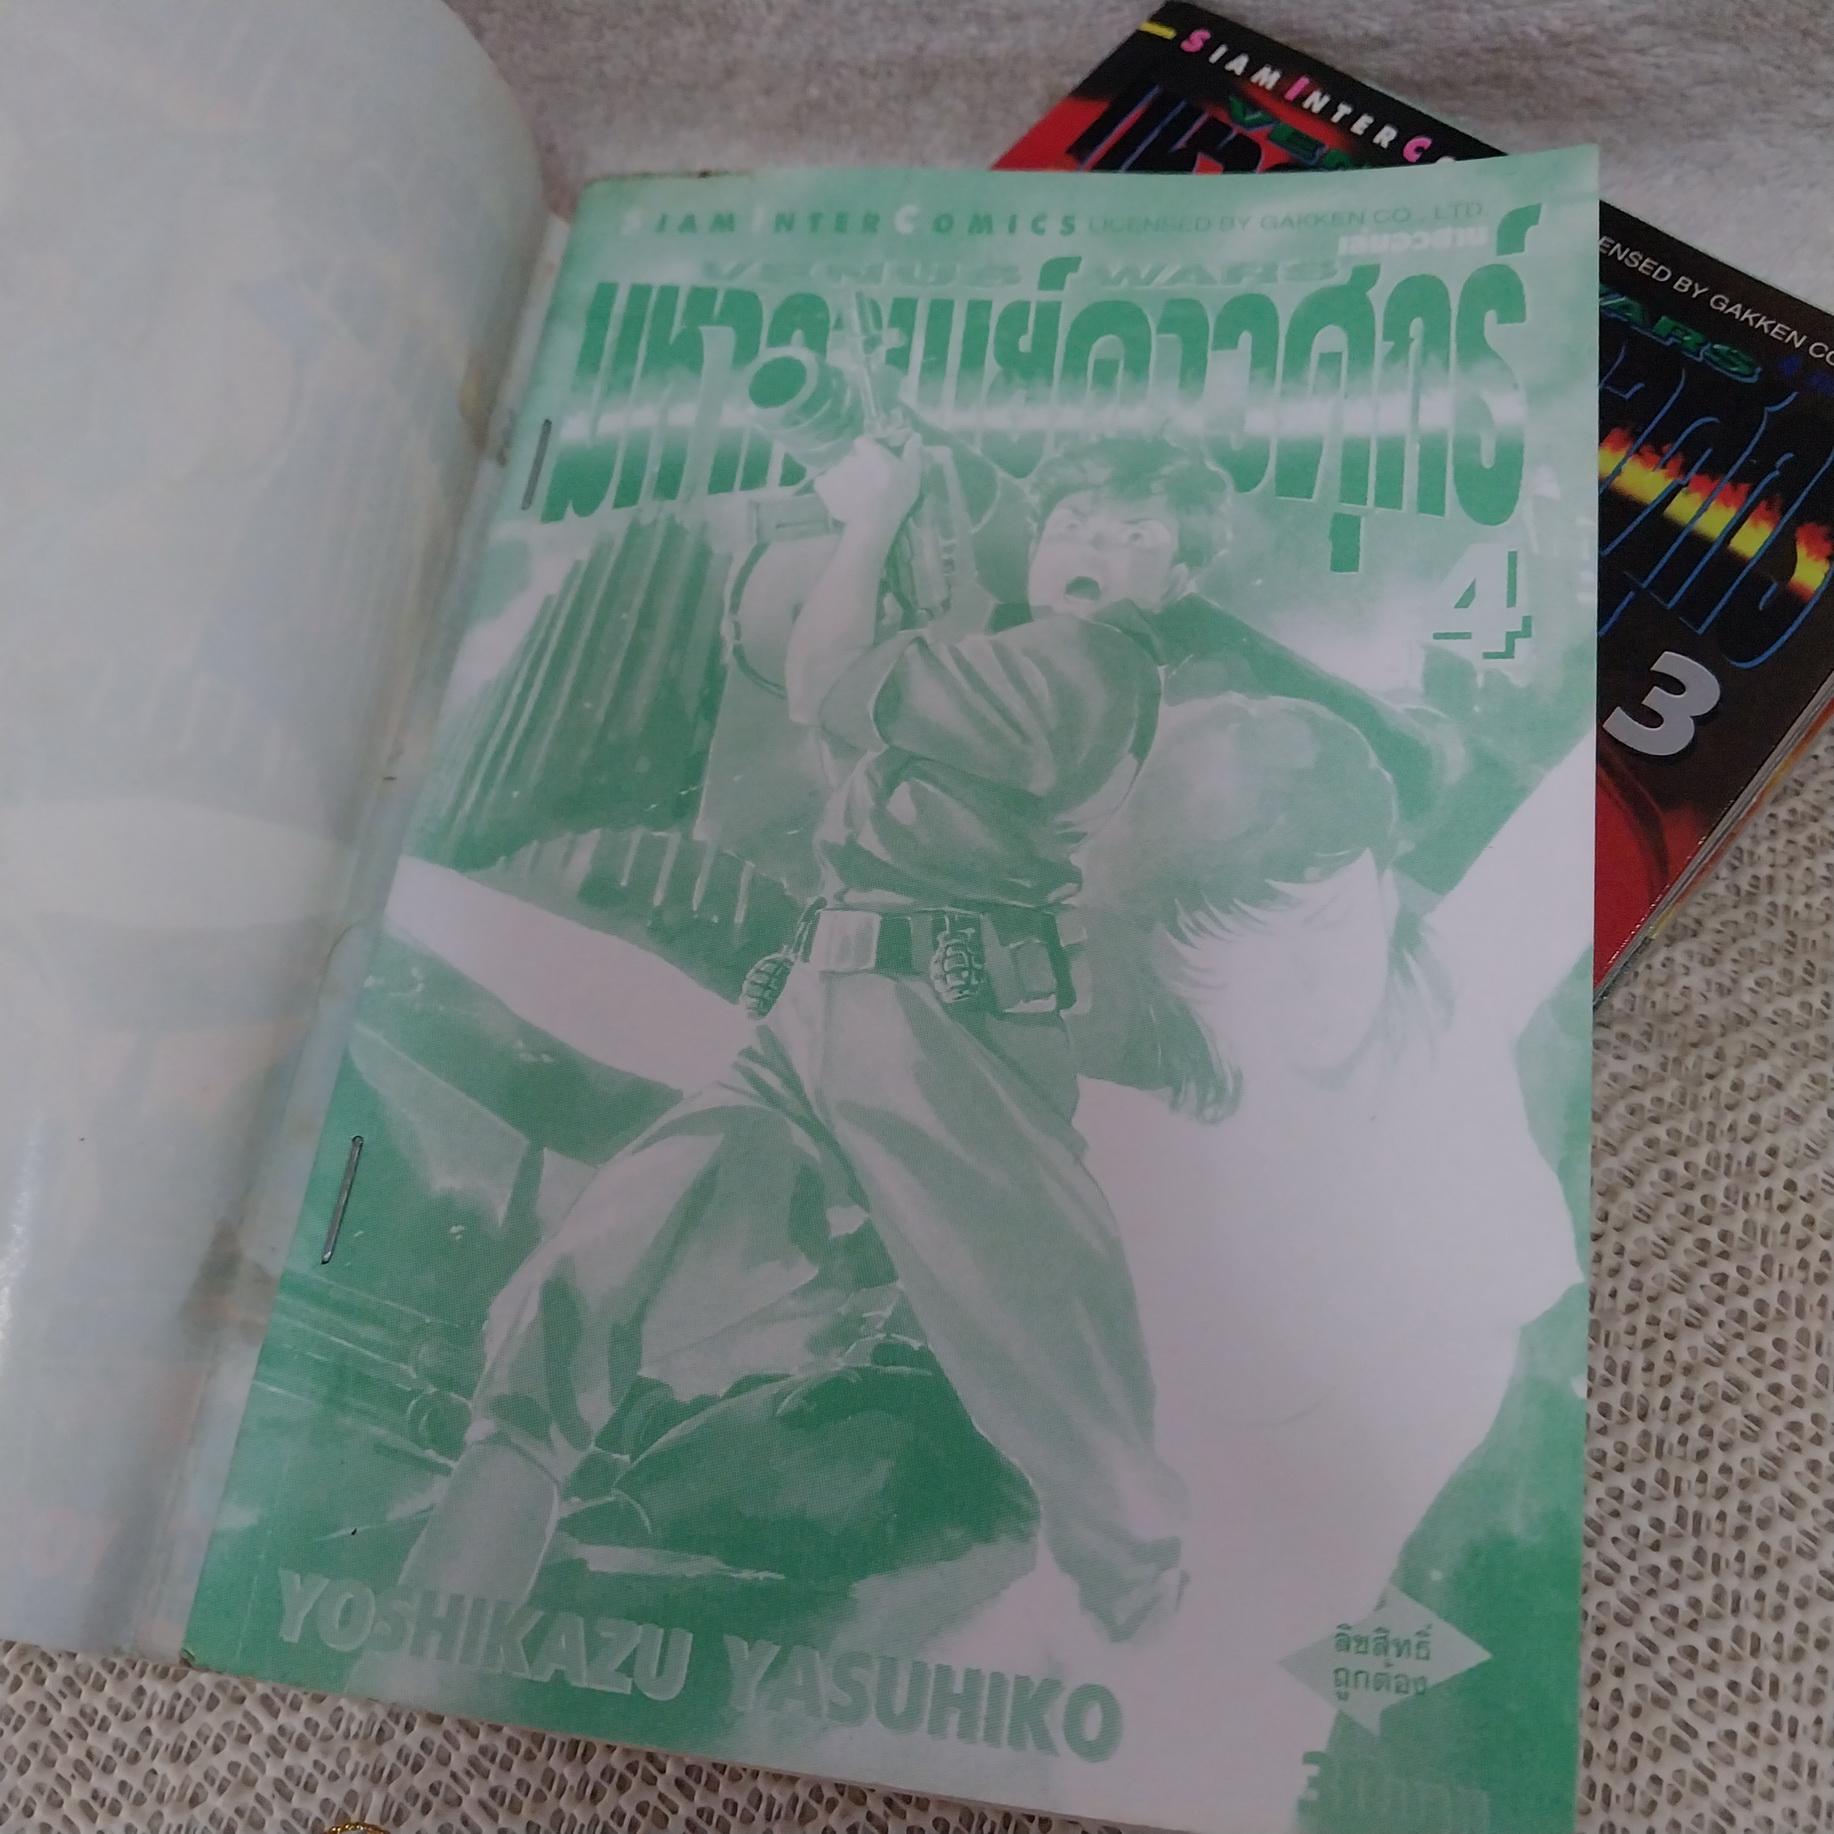 SIAM INTER COMICS LICENSED BY GAKKEN CO., LTD.
VENUS WARS
มหาสงครามดาวศุกร์
4
YOSHIKAZU YASUHIKO
ลิขสิทธิ์
ถูกต้อง
SIAM INTER
ENSED BY GAKKEN CO
WARS
3